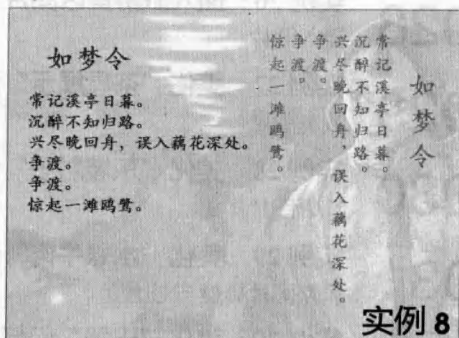 如梦令
常记溪亭日暮。
沉醉不知归路。
兴尽晚回舟，误入藕花深处。
争渡。
争渡。
惊起一滩鸥鹭。
如梦令
常记溪亭日暮。
沉醉不知归路。
兴尽晚回舟，误入藕花深处。
争渡。
争渡。
惊起一滩鸥鹭。
实例 8